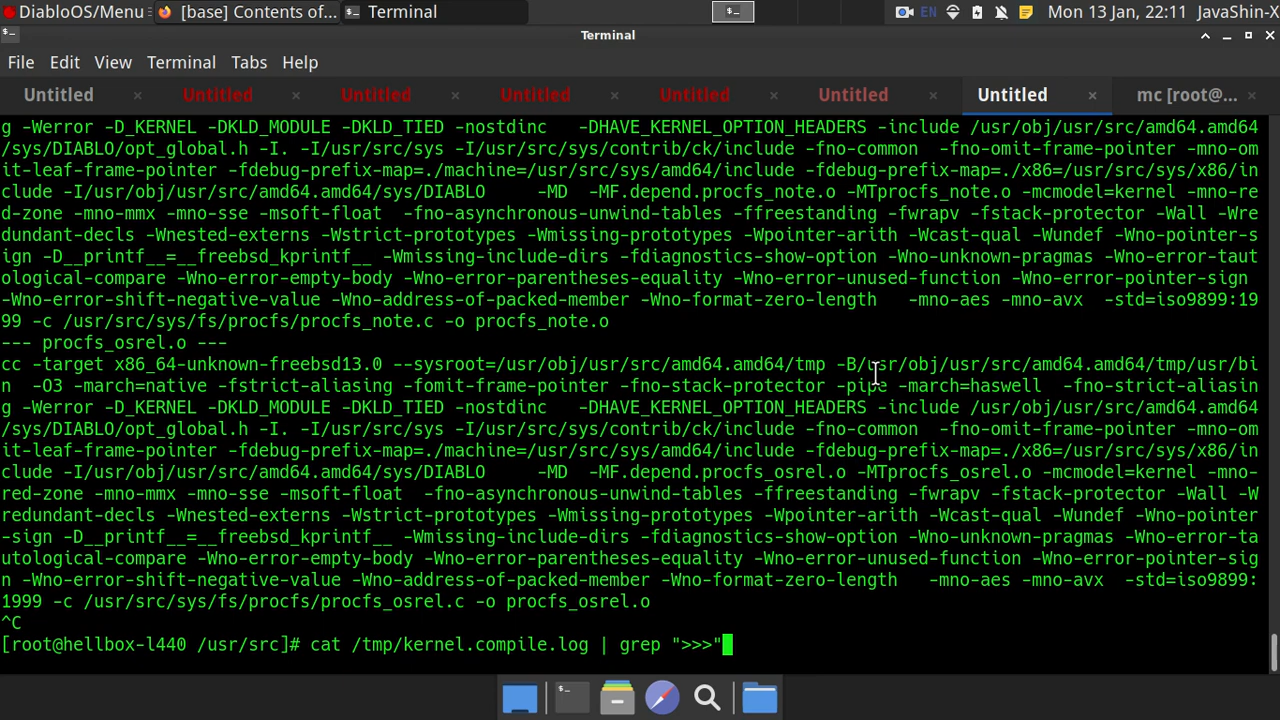 DiabloOS/Menu [base] Contents of... Terminal EN Mon 13 Jan, 22:11 JavaShin-X
Terminal
File Edit View Terminal Tabs Help
Untitled Untitled Untitled Untitled Untitled Untitled Untitled mc [root@...
g -Werror -D_KERNEL -DKLD_MODULE -DKLD_TIED -nostdinc   -DHAVE_KERNEL_OPTION_HEADERS -include /usr/obj/usr/src/amd64.amd64
/sys/DIABLO/opt_global.h -I. -I/usr/src/sys -I/usr/src/sys/contrib/ck/include -fno-common  -fno-omit-frame-pointer -mno-om
it-leaf-frame-pointer -fdebug-prefix-map=./machine=/usr/src/sys/amd64/include -fdebug-prefix-map=./x86=/usr/src/sys/x86/in
clude -I/usr/obj/usr/src/amd64.amd64/sys/DIABLO     -MD  -MF.depend.procfs_note.o -MTprocfs_note.o -mcmodel=kernel -mno-re
d-zone -mno-mmx -mno-sse -msoft-float  -fno-asynchronous-unwind-tables -ffreestanding -fwrapv -fstack-protector -Wall -Wre
dundant-decls -Wnested-externs -Wstrict-prototypes -Wmissing-prototypes -Wpointer-arith -Wcast-qual -Wundef -Wno-pointer-s
ign -D__printf__=__freebsd_kprintf__ -Wmissing-include-dirs -fdiagnostics-show-option -Wno-unknown-pragmas -Wno-error-taut
ological-compare -Wno-error-empty-body -Wno-error-parentheses-equality -Wno-error-unused-function -Wno-error-pointer-sign 
-Wno-error-shift-negative-value -Wno-address-of-packed-member -Wno-format-zero-length   -mno-aes -mno-avx  -std=iso9899:19
99 -c /usr/src/sys/fs/procfs/procfs_note.c -o procfs_note.o
--- procfs_osrel.o ---
cc -target x86_64-unknown-freebsd13.0 --sysroot=/usr/obj/usr/src/amd64.amd64/tmp -B/usr/obj/usr/src/amd64.amd64/tmp/usr/bi
n  -O3 -march=native -fstrict-aliasing -fomit-frame-pointer -fno-stack-protector -pipe -march=haswell  -fno-strict-aliasin
g -Werror -D_KERNEL -DKLD_MODULE -DKLD_TIED -nostdinc   -DHAVE_KERNEL_OPTION_HEADERS -include /usr/obj/usr/src/amd64.amd64
/sys/DIABLO/opt_global.h -I. -I/usr/src/sys -I/usr/src/sys/contrib/ck/include -fno-common  -fno-omit-frame-pointer -mno-om
it-leaf-frame-pointer -fdebug-prefix-map=./machine=/usr/src/sys/amd64/include -fdebug-prefix-map=./x86=/usr/src/sys/x86/in
clude -I/usr/obj/usr/src/amd64.amd64/sys/DIABLO     -MD  -MF.depend.procfs_osrel.o -MTprocfs_osrel.o -mcmodel=kernel -mno-
red-zone -mno-mmx -mno-sse -msoft-float  -fno-asynchronous-unwind-tables -ffreestanding -fwrapv -fstack-protector -Wall -W
redundant-decls -Wnested-externs -Wstrict-prototypes -Wmissing-prototypes -Wpointer-arith -Wcast-qual -Wundef -Wno-pointer
-sign -D__printf__=__freebsd_kprintf__ -Wmissing-include-dirs -fdiagnostics-show-option -Wno-unknown-pragmas -Wno-error-ta
utological-compare -Wno-error-empty-body -Wno-error-parentheses-equality -Wno-error-unused-function -Wno-error-pointer-sig
n -Wno-error-shift-negative-value -Wno-address-of-packed-member -Wno-format-zero-length   -mno-aes -mno-avx  -std=iso9899:
1999 -c /usr/src/sys/fs/procfs/procfs_osrel.c -o procfs_osrel.o
^C
[root@hellbox-l440 /usr/src]# cat /tmp/kernel.compile.log | grep ">>>"